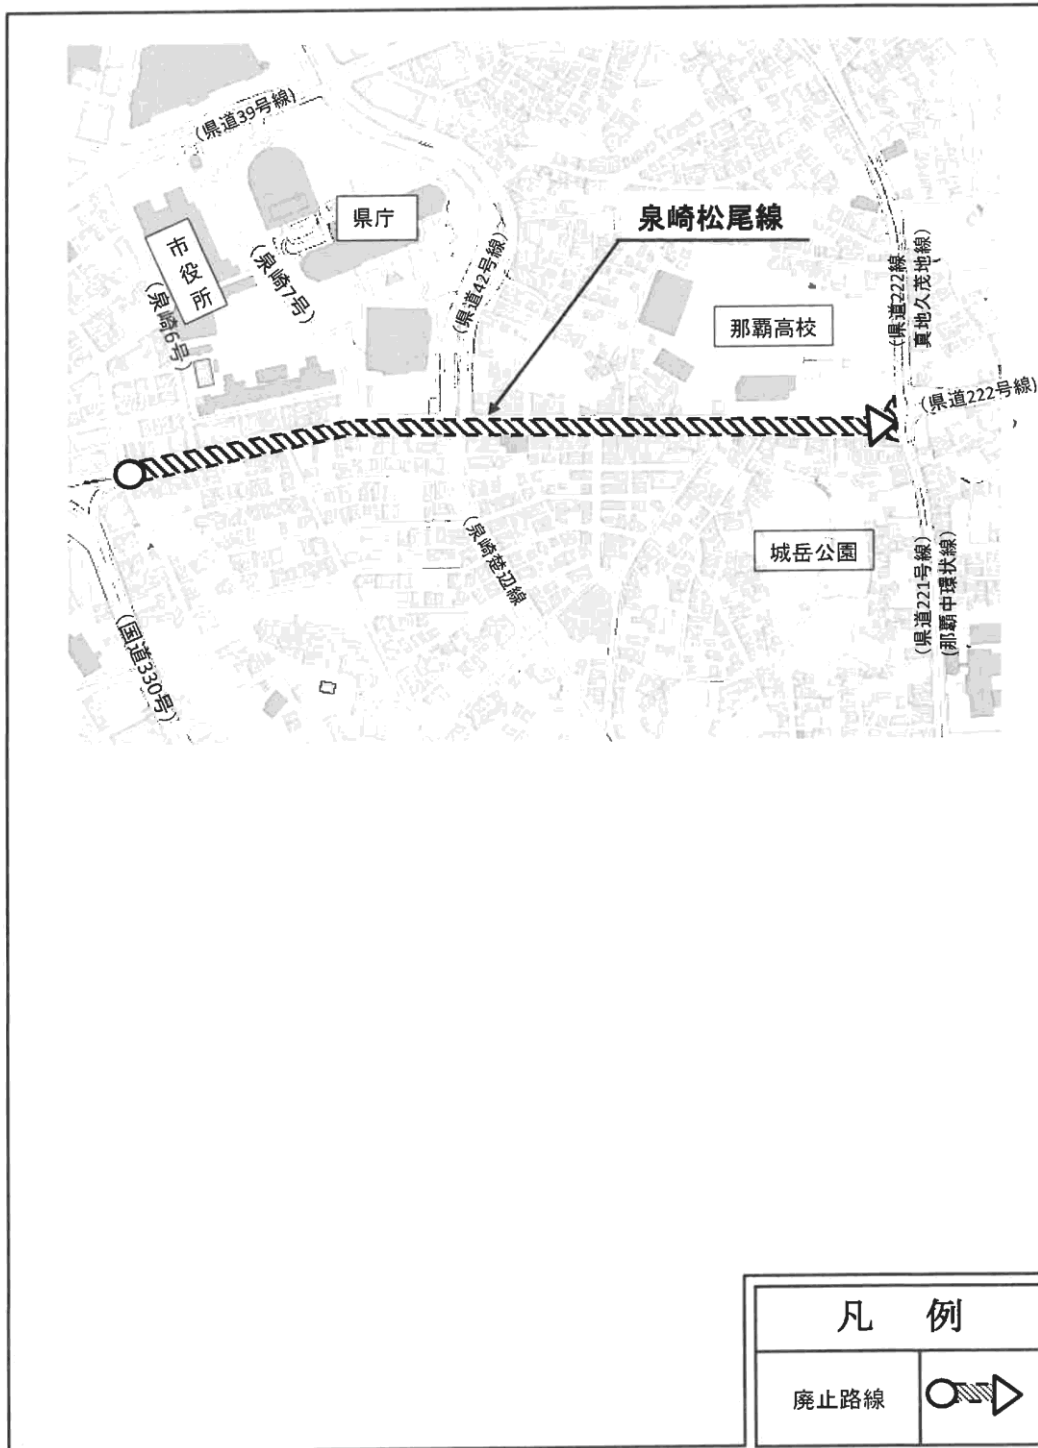 (県道39号線)
県庁
市役所
(泉崎7号)
(泉崎6号)
(県道42号線)
泉崎松尾線
那覇高校
(県道222線
真地久茂地線)
(県道222号線)
(泉崎楚辺線
城岳公園
(県道221号線)
(那覇中環状線)
(国道330号)
凡 例
廃止路線